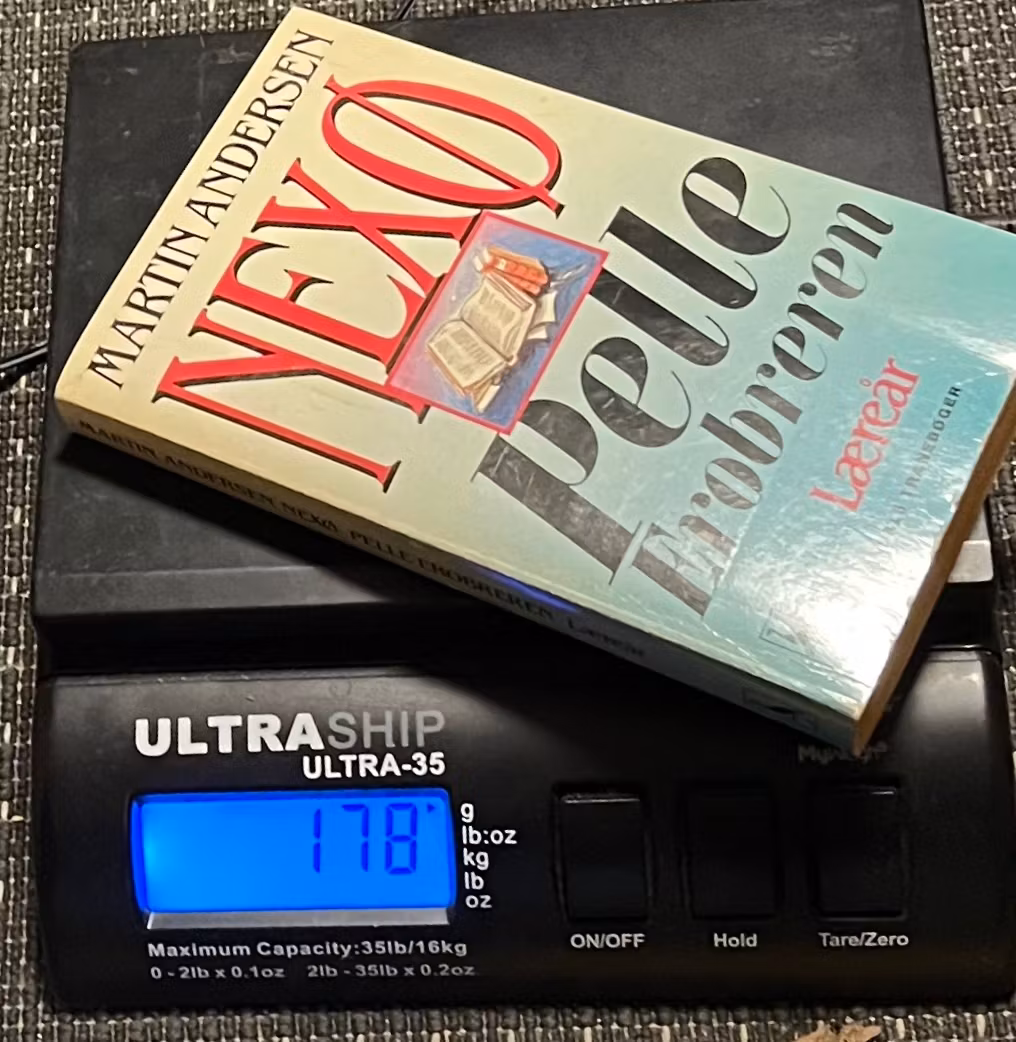 MARTIN ANDERSEN
NEXØ
Pelle
Erobreren
Læreår
TRANEBØGER
MARTIN ANDERSEN NEXØ PELLE EROBREREN Læreår
ULTRASHIP
ULTRA-35
178
g
lb:oz
kg
lb
oz
ON/OFF
Hold
Tare/Zero
Maximum Capacity:35lb/16kg
0-2lb x 0.1oz 2lb-35lb x 0.2oz